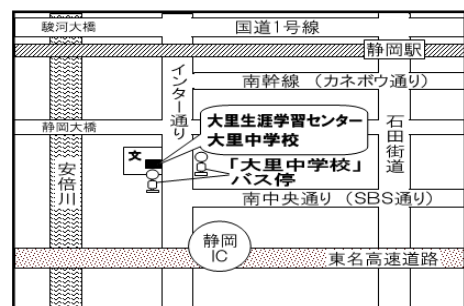 駿河大橋
国道1号線
静岡駅
インター通り
南幹線 (カネボウ通り)
大里生涯学習センター
大里中学校
静岡大橋
石田街道
文
「大里中学校」
バス停
安倍川
南中央通り (SBS通り)
静岡
IC
東名高速道路